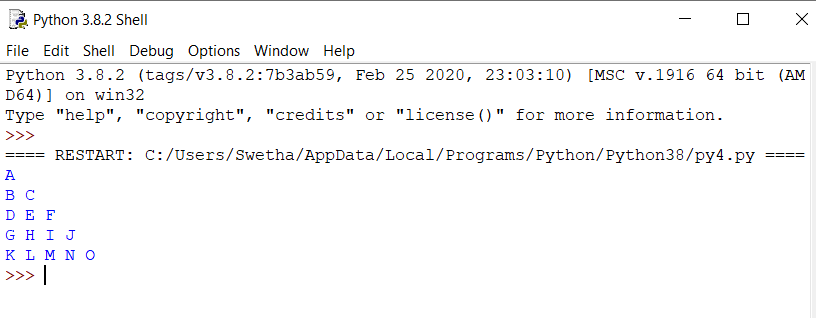 Python 3.8.2 Shell
File Edit Shell Debug Options Window Help
Python 3.8.2 (tags/v3.8.2:7b3ab59, Feb 25 2020, 23:03:10) [MSC v.1916 64 bit (AM
D64)] on win32
Type "help", "copyright", "credits" or "license()" for more information.
>>>
==== RESTART: C:/Users/Swetha/AppData/Local/Programs/Python/Python38/py4.py ====
A
B C
D E F
G H I J
K L M N O
>>>